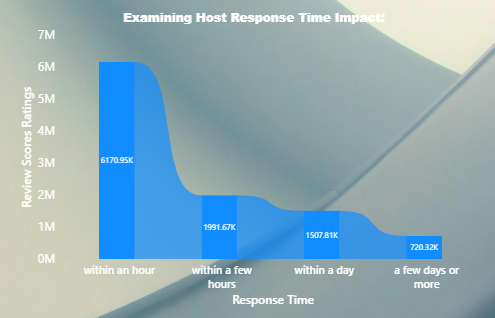 Examining Host Response Time Impact:
7M
6M
5M
4M
3M
2M
1M
0M
Review Scores Ratings
6170.95K
1991.67K
1507.81K
720.32K
within an hour
within a few
hours
within a day
a few days or
more
Response Time